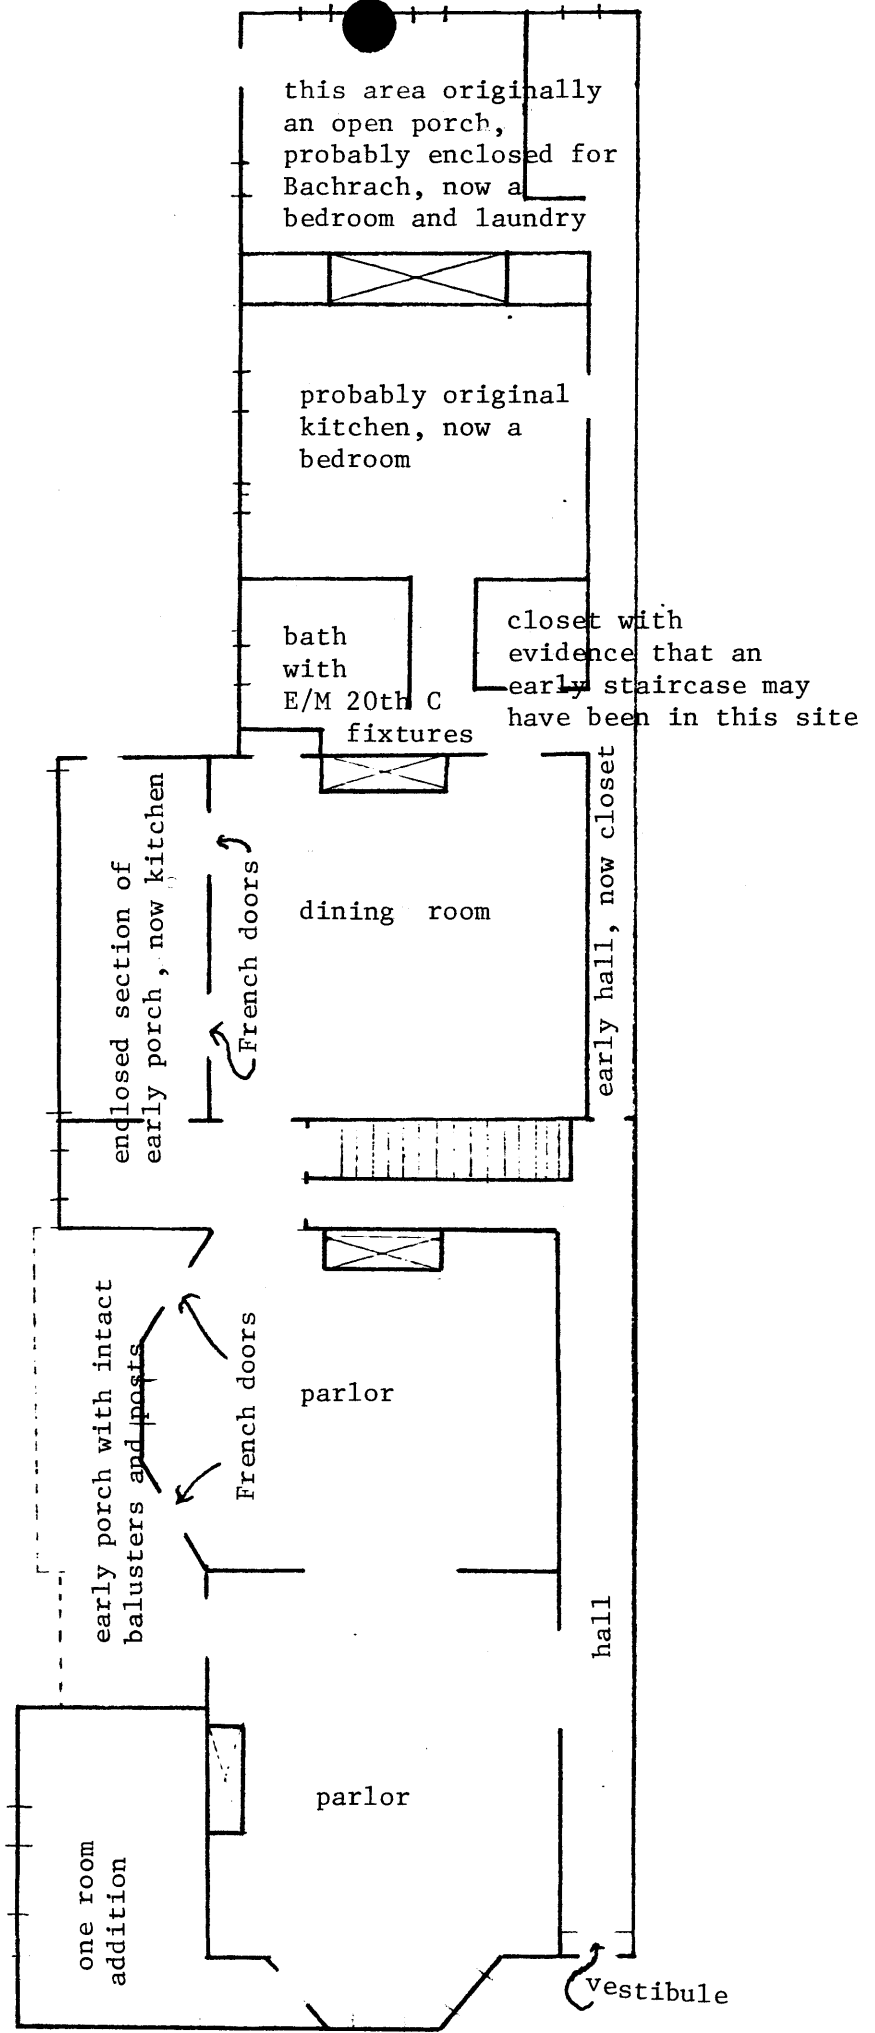 this area originally
an open porch,
probably enclosed for
Bachrach, now a
bedroom and laundry
probably original
kitchen, now a
bedroom
bath
with
E/M 20th C
fixtures
closet with
evidence that an
early staircase may
have been in this site
enclosed section of
early porch, now kitchen
French doors
dining room
early hall, now closet
early porch with intact
balusters and posts
French doors
parlor
hall
parlor
one room
addition
vestibule